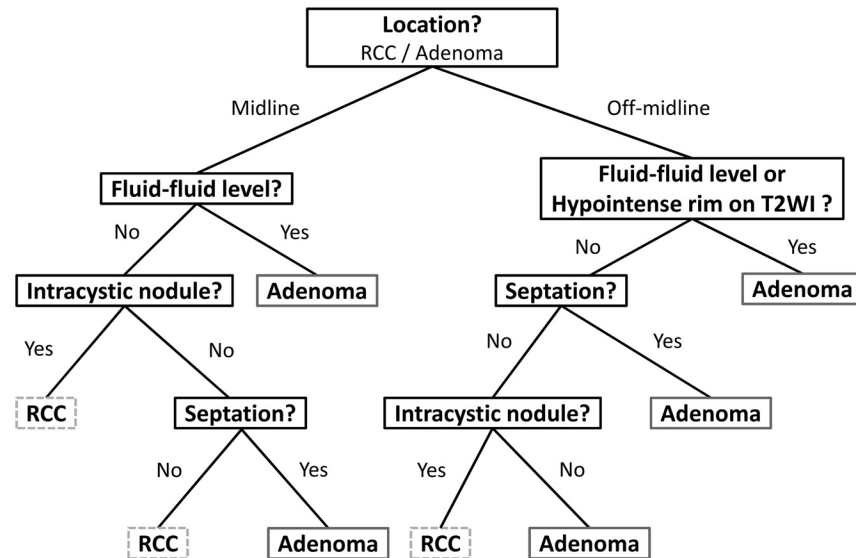 Location?
RCC / Adenoma
Midline
Off-midline
Fluid-fluid level?
Fluid-fluid level or
Hypointense rim on T2WI ?
No
Yes
No
Yes
Intracystic nodule?
Adenoma
Septation?
Adenoma
Yes
No
No
Yes
RCC
Septation?
Intracystic nodule?
Adenoma
No
Yes
Yes
No
RCC
Adenoma
RCC
Adenoma